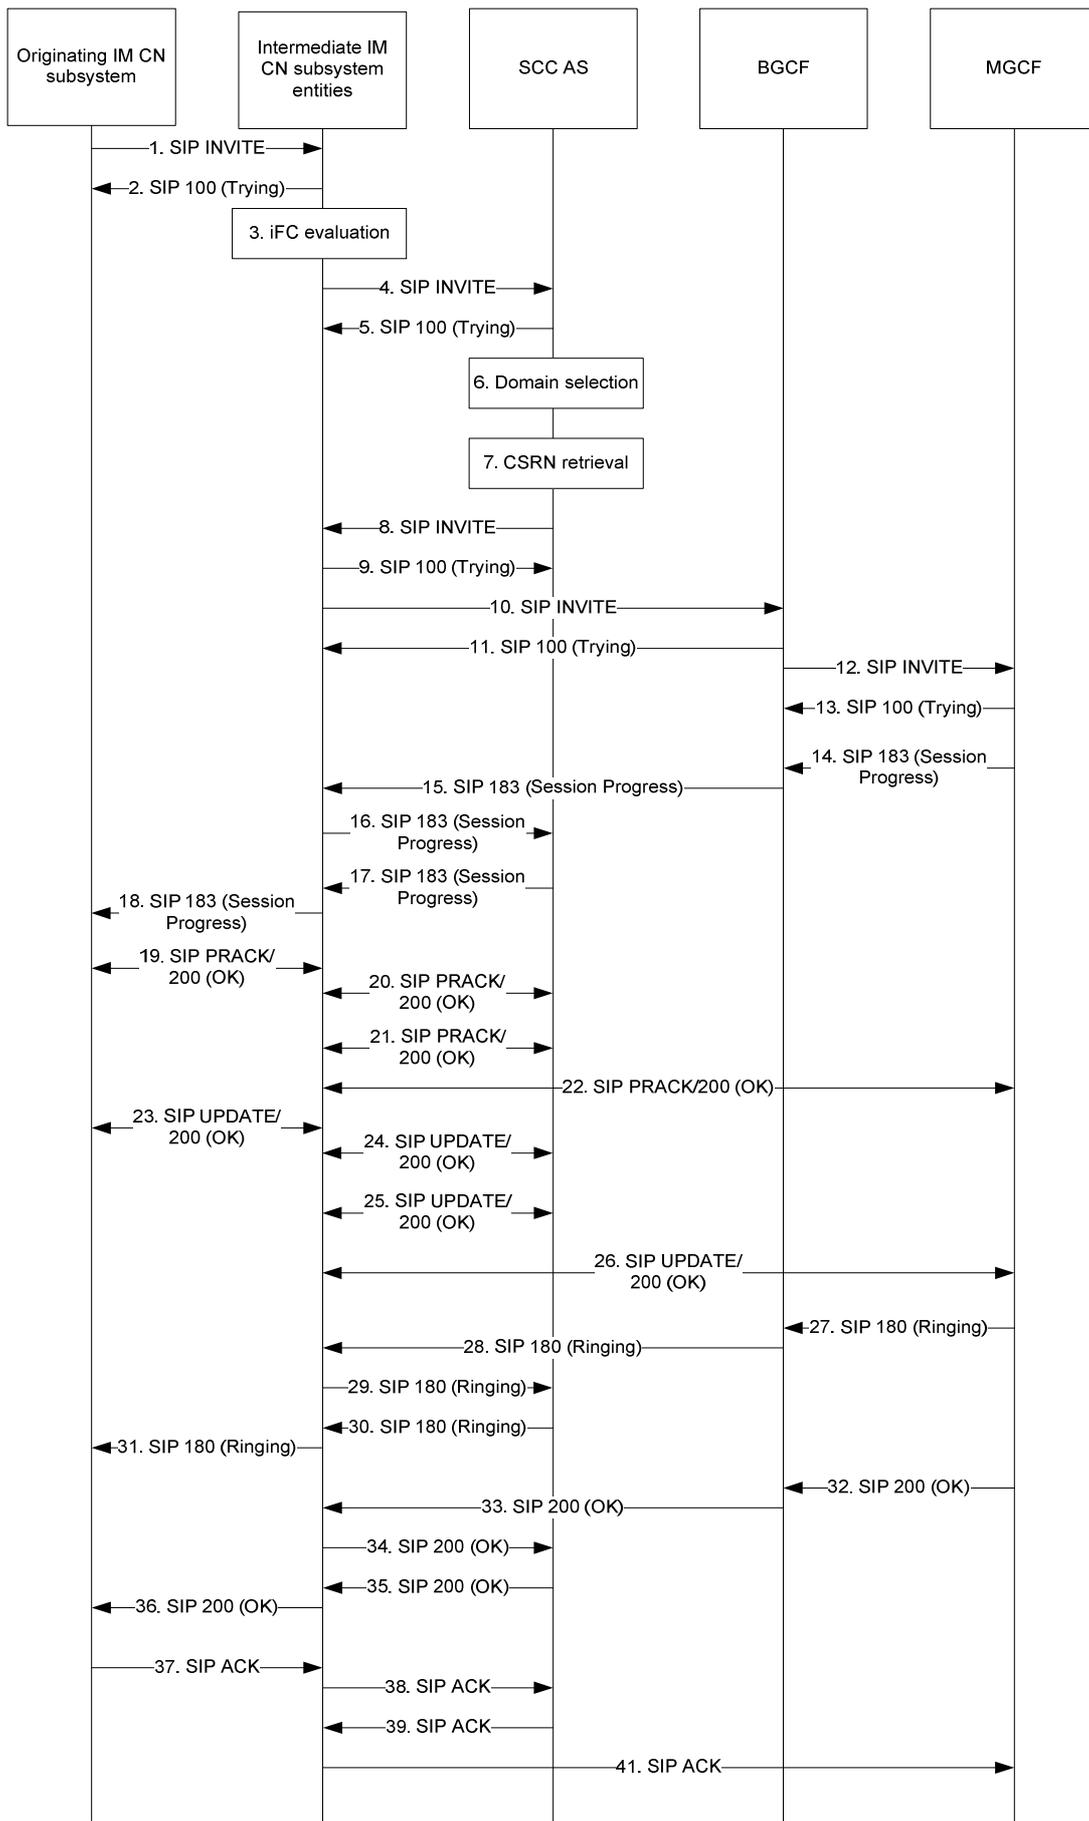 Originating IM CN
subsystem
Intermediate IM
CN subsystem
entities
SCC AS
BGCF
MGCF
1. SIP INVITE
2. SIP 100 (Trying)
3. iFC evaluation
4. SIP INVITE
5. SIP 100 (Trying)
6. Domain selection
7. CSRN retrieval
8. SIP INVITE
9. SIP 100 (Trying)
10. SIP INVITE
11. SIP 100 (Trying)
12. SIP INVITE
13. SIP 100 (Trying)
14. SIP 183 (Session
Progress)
15. SIP 183 (Session Progress)
16. SIP 183 (Session
Progress)
17. SIP 183 (Session
Progress)
18. SIP 183 (Session
Progress)
19. SIP PRACK/
200 (OK)
20. SIP PRACK/
200 (OK)
21. SIP PRACK/
200 (OK)
22. SIP PRACK/200 (OK)
23. SIP UPDATE/
200 (OK)
24. SIP UPDATE/
200 (OK)
25. SIP UPDATE/
200 (OK)
26. SIP UPDATE/
200 (OK)
27. SIP 180 (Ringing)
28. SIP 180 (Ringing)
29. SIP 180 (Ringing)
30. SIP 180 (Ringing)
31. SIP 180 (Ringing)
32. SIP 200 (OK)
33. SIP 200 (OK)
34. SIP 200 (OK)
35. SIP 200 (OK)
36. SIP 200 (OK)
37. SIP ACK
38. SIP ACK
39. SIP ACK
41. SIP ACK